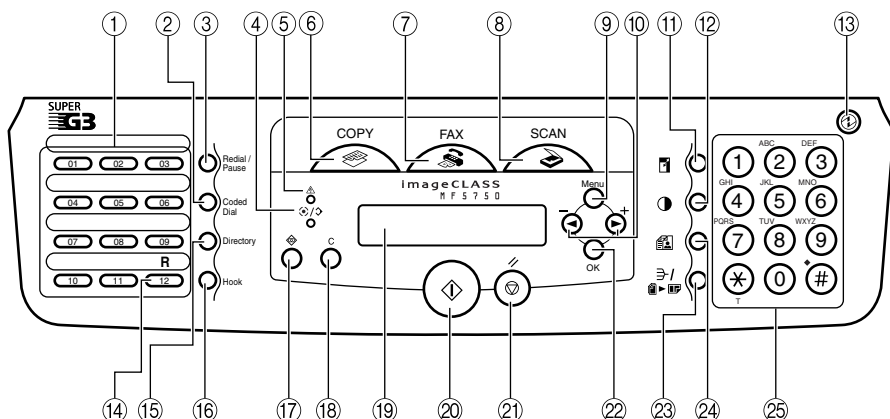 ① ② ③ ④ ⑤ ⑥ ⑦ ⑧ ⑨ ⑩ ⑪ ⑫ ⑬
SUPER
G3
COPY FAX SCAN
imageCLASS
MF5750
01 02 03
04 05 06
07 08 09
R
10 11 12
Redial /
Pause
Coded
Dial
Directory
Hook
C
Menu
- +
OK
ABC DEF
1 2 3
GHI JKL MNO
4 5 6
PQRS TUV WXYZ
7 8 9
* 0 #
T
⑭ ⑮ ⑯ ⑰ ⑱ ⑲ ⑳ ㉑ ㉒ ㉓ ㉔ ㉕